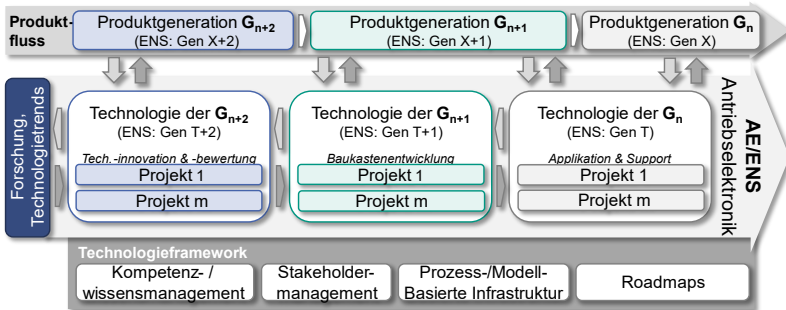 Produkt-
fluss
Produktgeneration Gn+2
(ENS: Gen X+2)
Produktgeneration Gn+1
(ENS: Gen X+1)
Produktgeneration Gn
(ENS: Gen X)
Forschung,
Technologietrends
Technologie der Gn+2
(ENS: Gen T+2)
Tech.-innovation & -bewertung
Projekt 1
Projekt m
Technologie der Gn+1
(ENS: Gen T+1)
Baukastenentwicklung
Projekt 1
Projekt m
Technologie der Gn
(ENS: Gen T)
Applikation & Support
Projekt 1
Projekt m
AE/ENS
Antriebselektronik
Technologieframework
Kompetenz- /
wissensmanagement
Stakeholder-
management
Prozess-/Modell-
Basierte Infrastruktur
Roadmaps